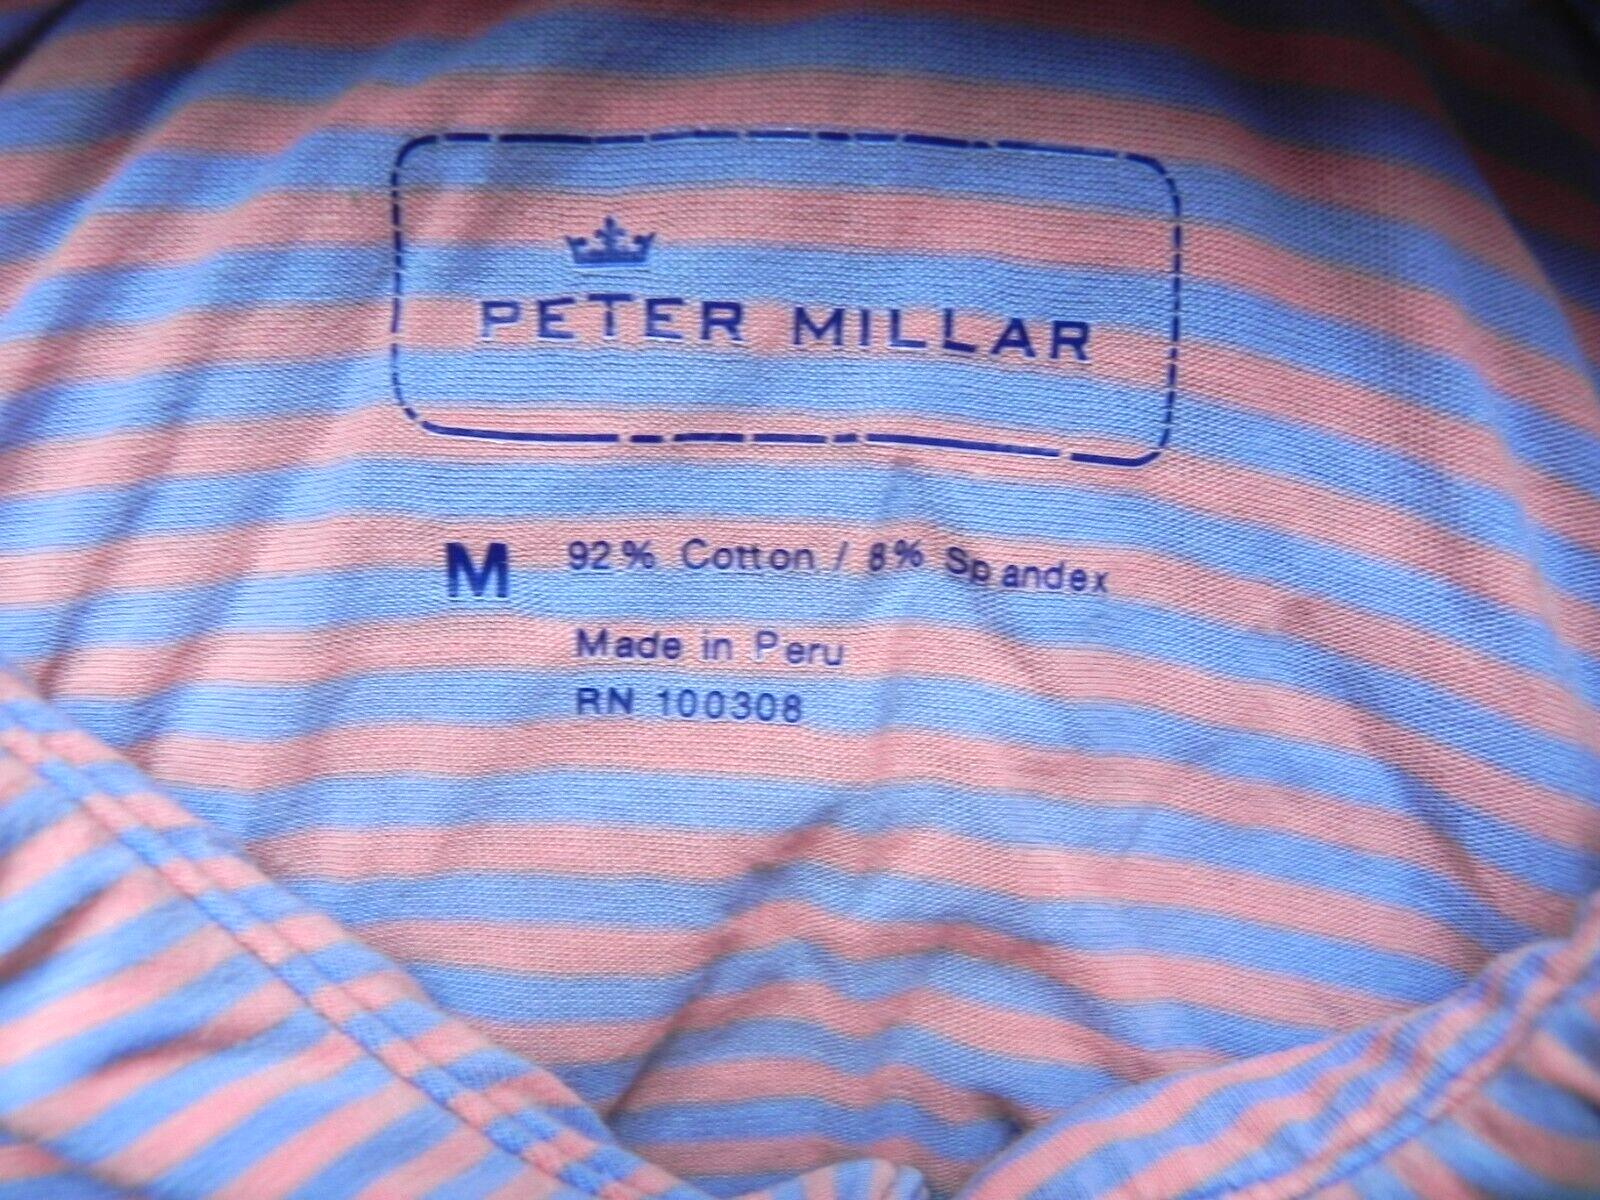 PETER MILLAR
M 92% Cotton / 8% Spandex
Made in Peru
RN 100308